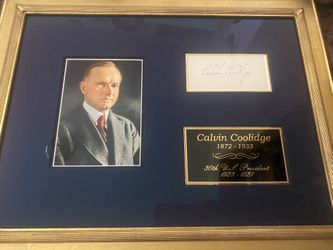 Calvin Coolidge
Calvin Coolidge
1872 - 1933
30th U.S. President
1923 - 1929